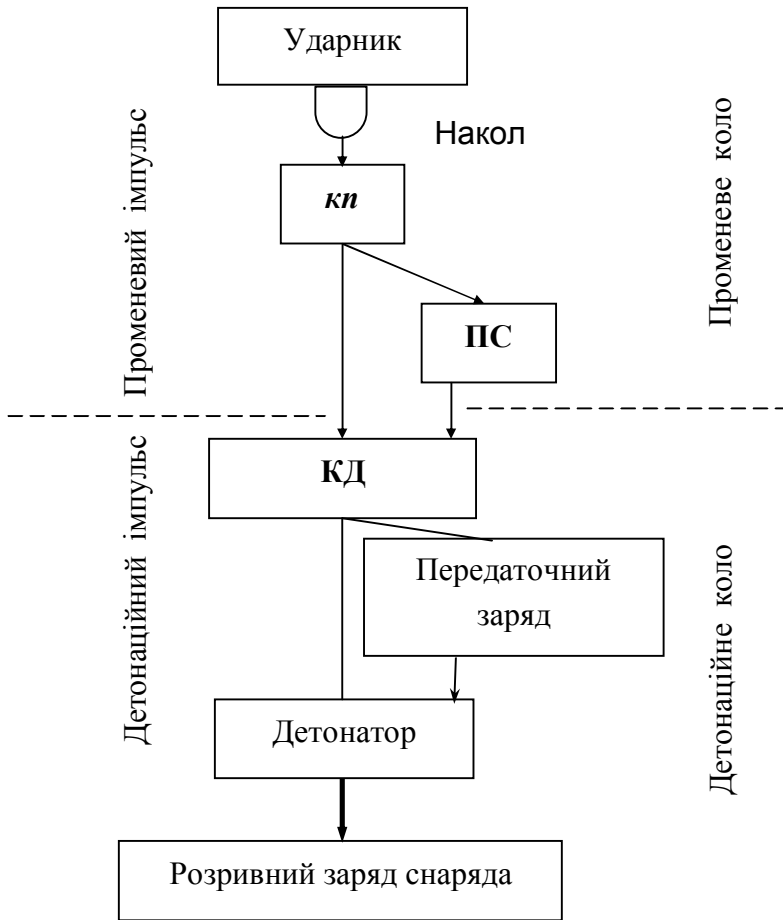 Ударник
Накол
Променевий імпульс
Променеве коло
кп
ПС
КД
Детонаційний імпульс
Детонаційне коло
Передаточний
заряд
Детонатор
Розривний заряд снаряда